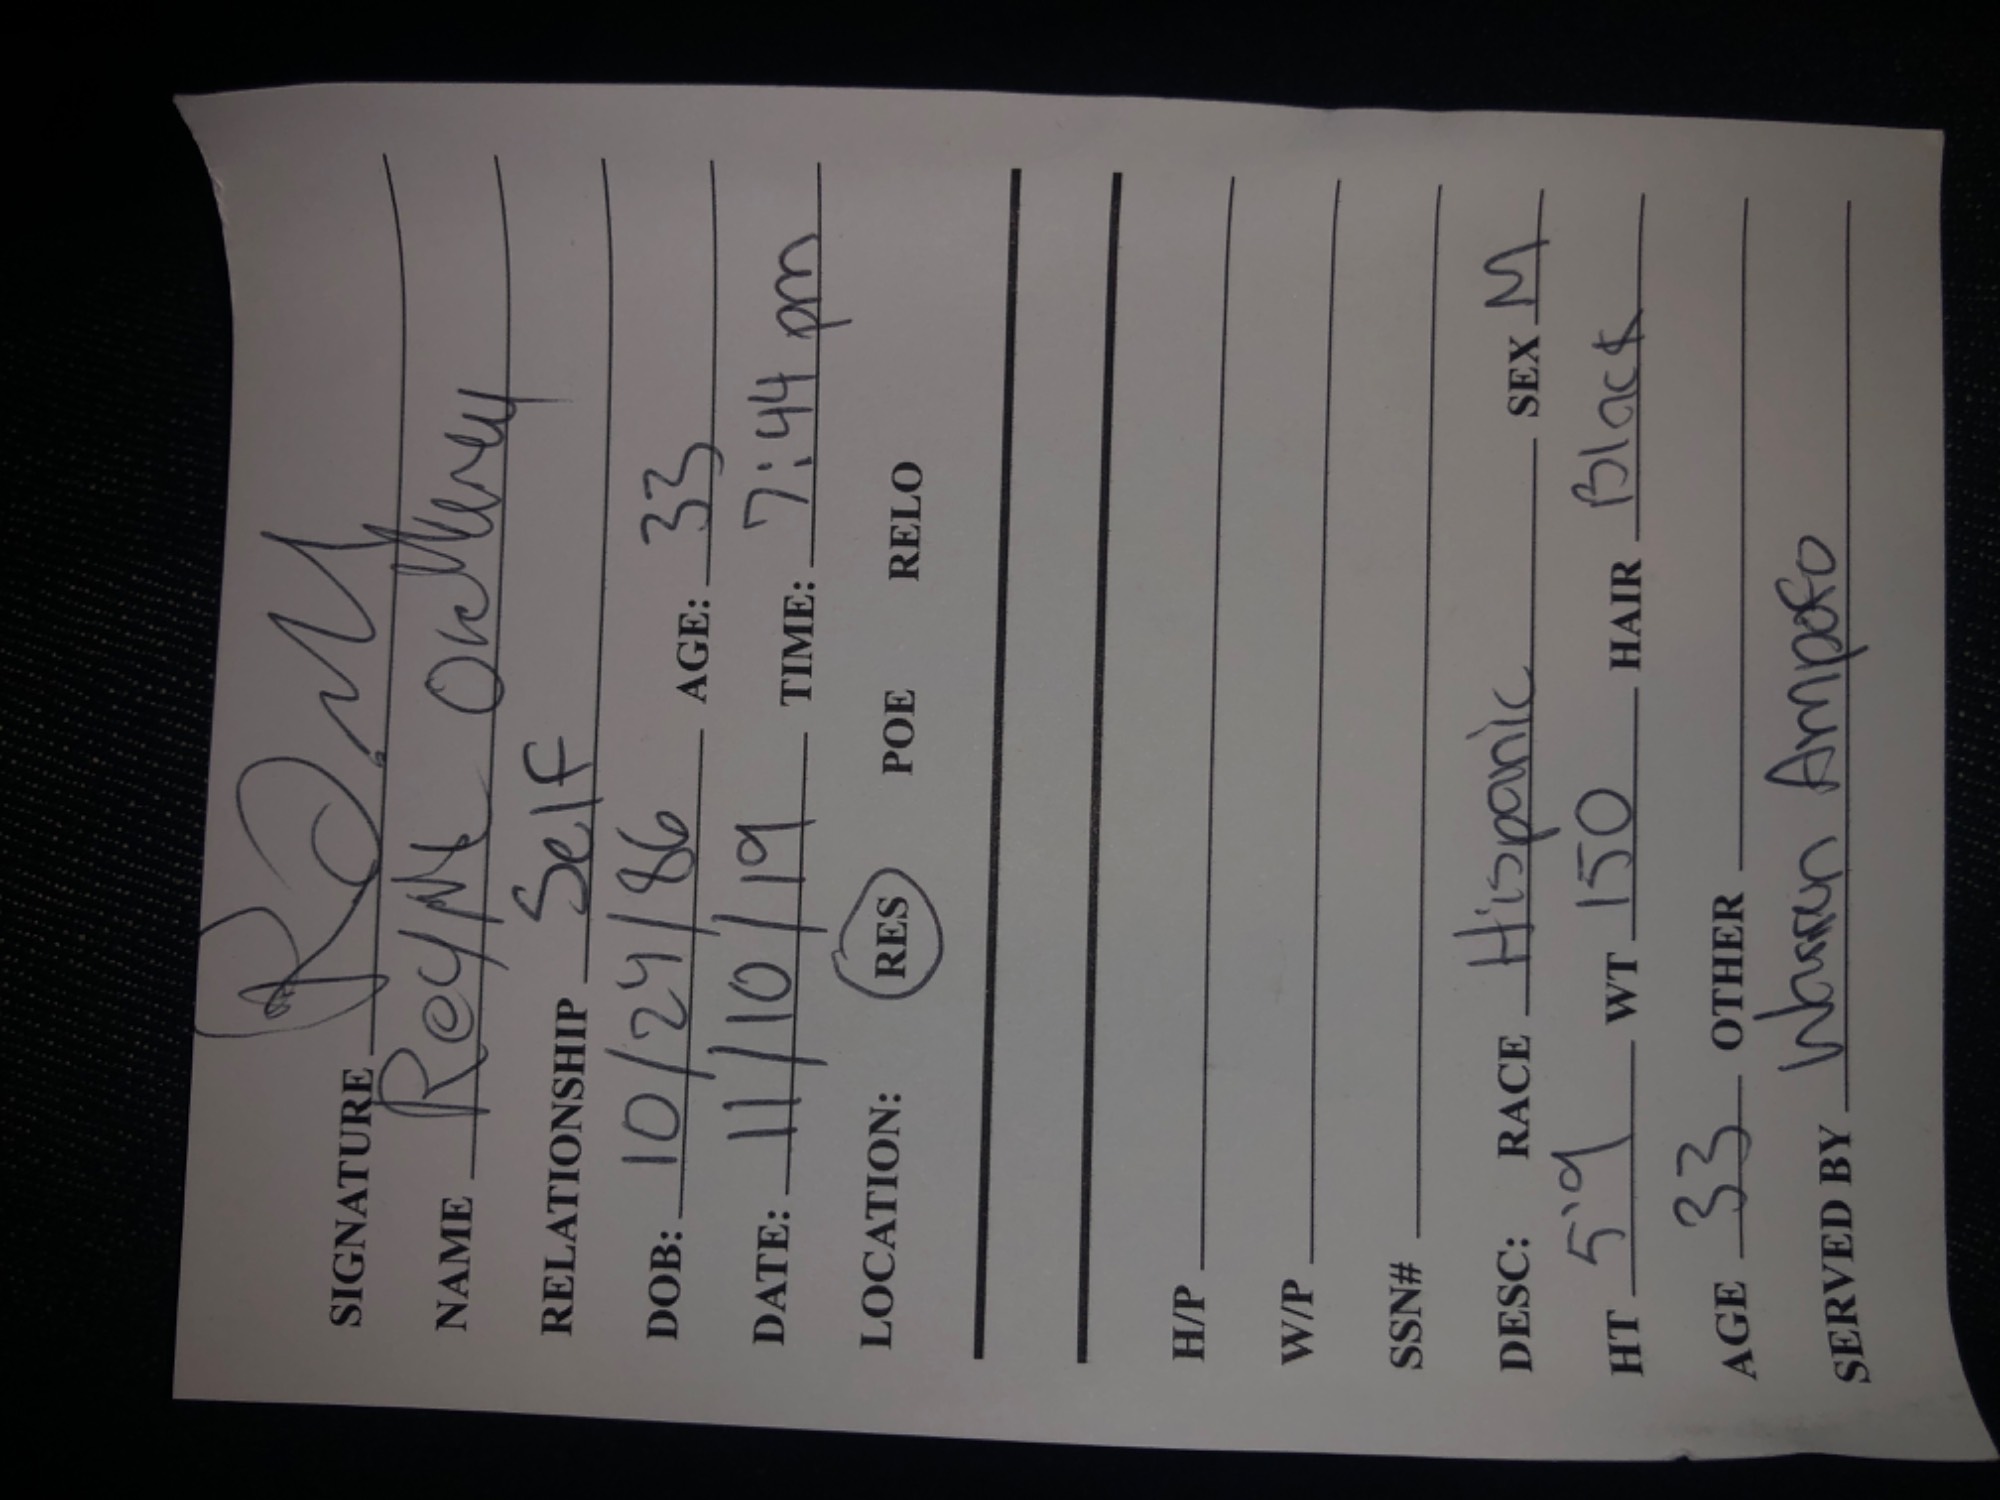 SIGNATURE
NAME
RELATIONSHIP Self
DOB: 10/24/86 AGE: 33
DATE: 11/10/19 TIME: 7:44 pm
LOCATION: RES POE RELO
H/P
W/P
SSN#
DESC: RACE Hispanic SEX M
HT 5'9 WT 150 HAIR Black
AGE 33 OTHER
SERVED BY Ampofo